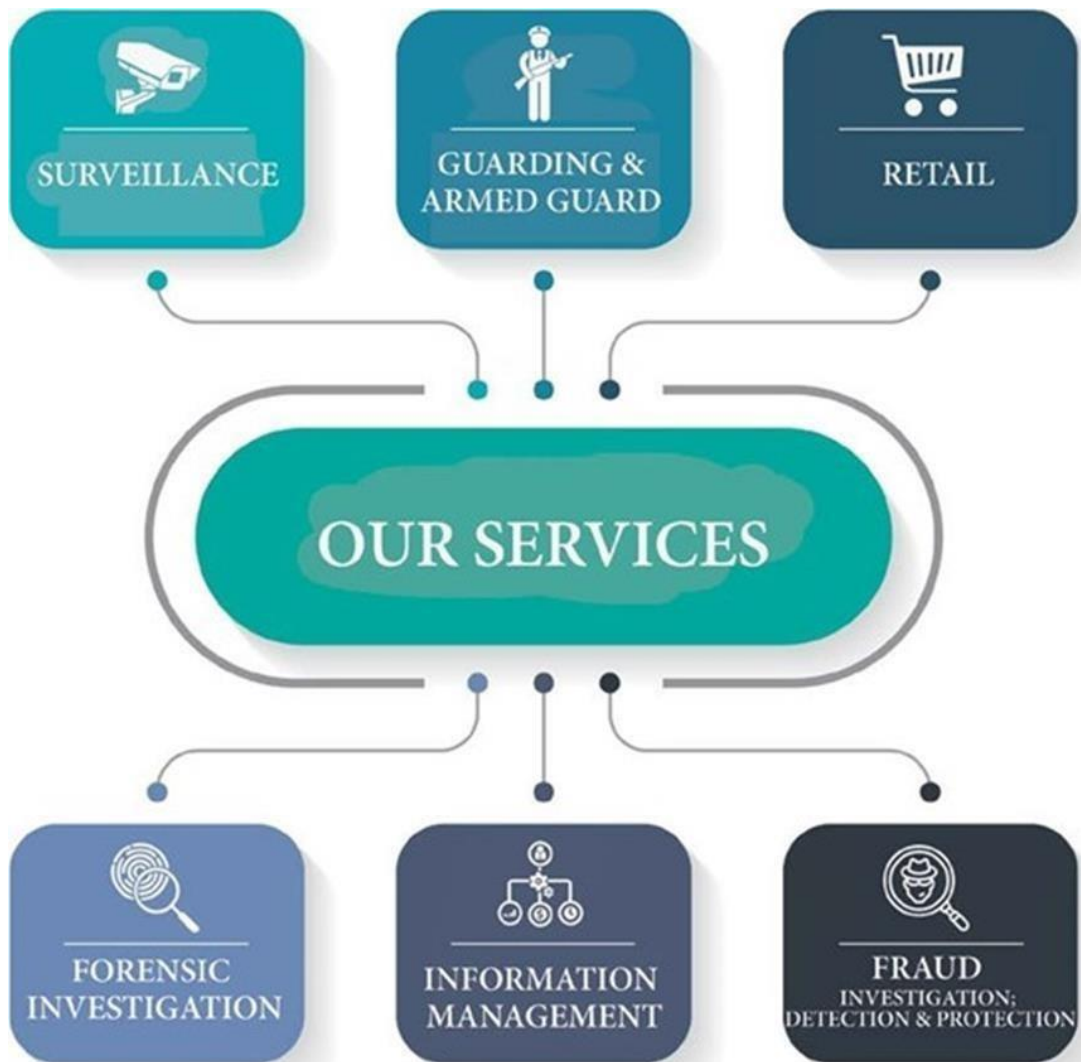 SURVEILLANCE
GUARDING &
ARMED GUARD
RETAIL
OUR SERVICES
FORENSIC
INVESTIGATION
INFORMATION
MANAGEMENT
FRAUD
INVESTIGATION;
DETECTION & PROTECTION